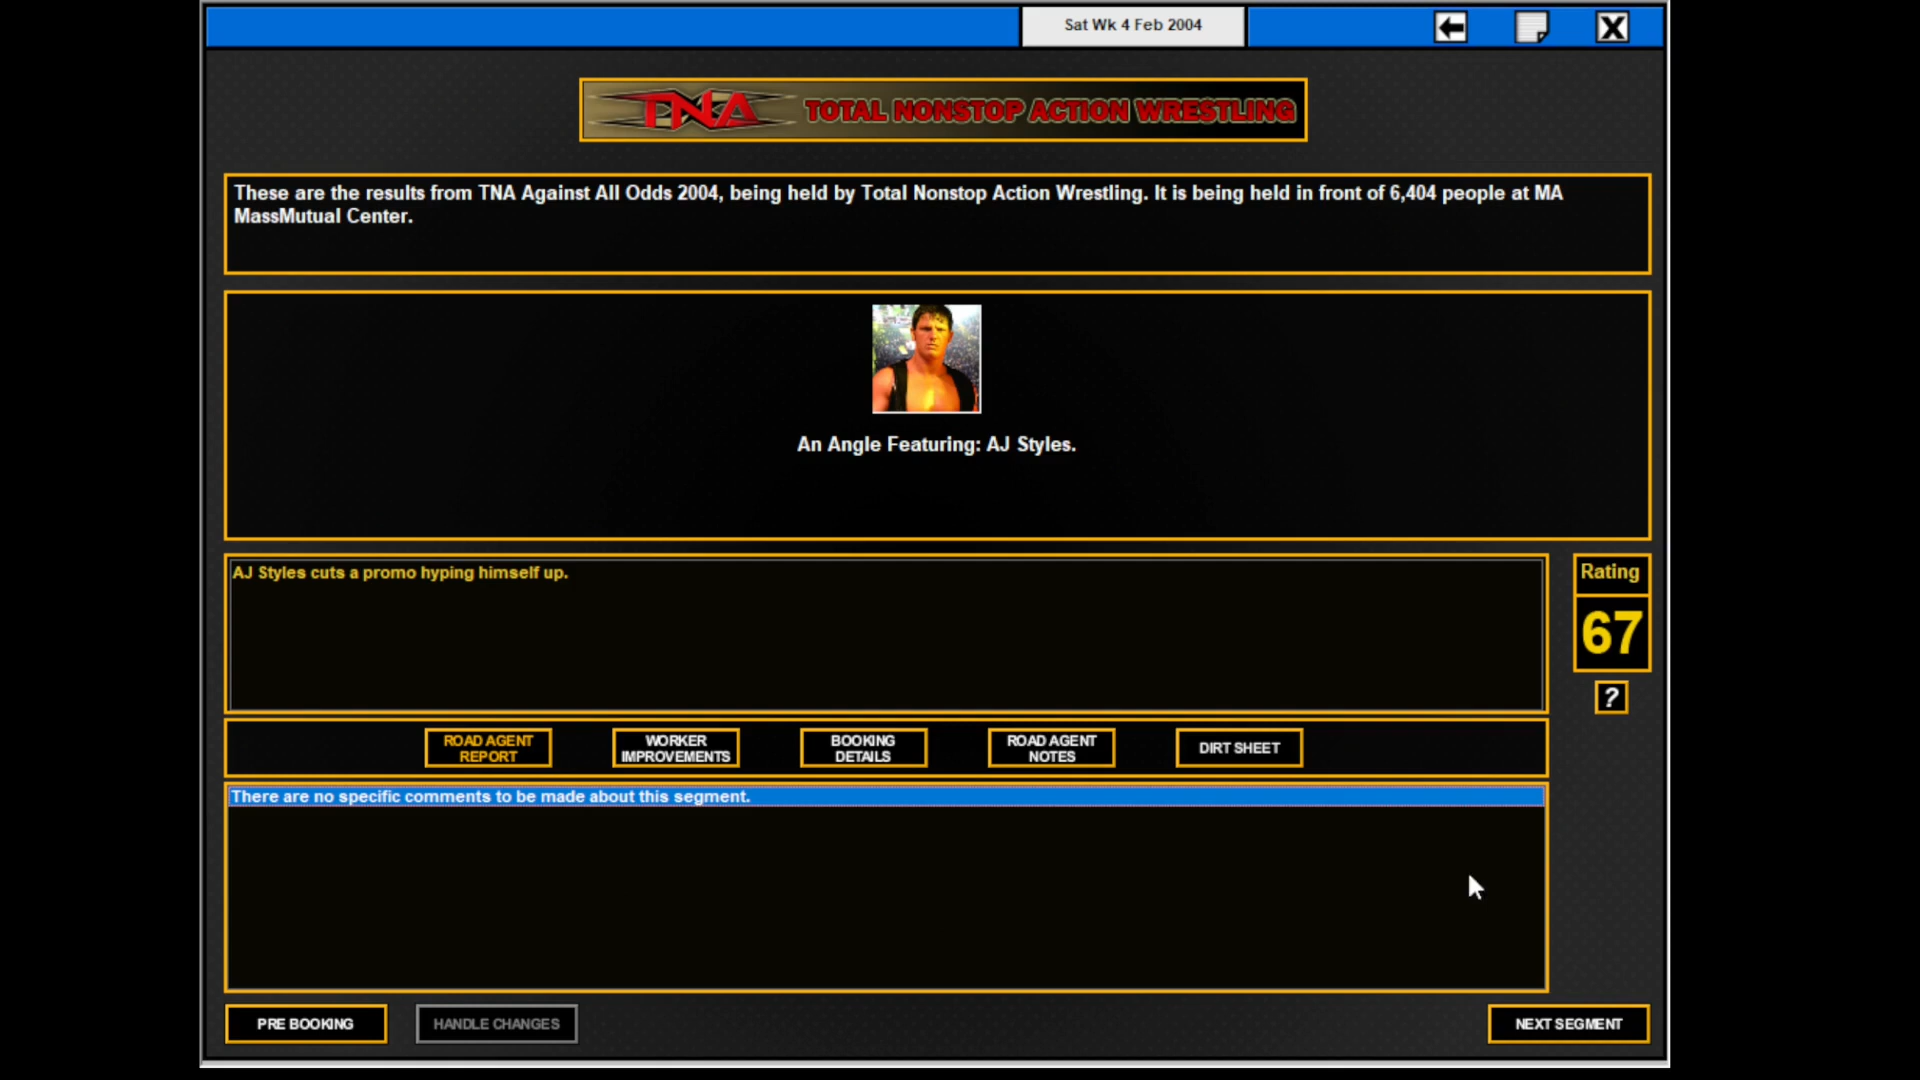 Sat Wk 4 Feb 2004
TNA TOTAL NONSTOP ACTION WRESTLING
These are the results from TNA Against All Odds 2004, being held by Total Nonstop Action Wrestling. It is being held in front of 6,404 people at MA
MassMutual Center.
An Angle Featuring: AJ Styles.
AJ Styles cuts a promo hyping himself up.
Rating
67
?
ROAD AGENT
REPORT
WORKER
IMPROVEMENTS
BOOKING
DETAILS
ROAD AGENT
NOTES
DIRT SHEET
There are no specific comments to be made about this segment.
PRE BOOKING
HANDLE CHANGES
NEXT SEGMENT